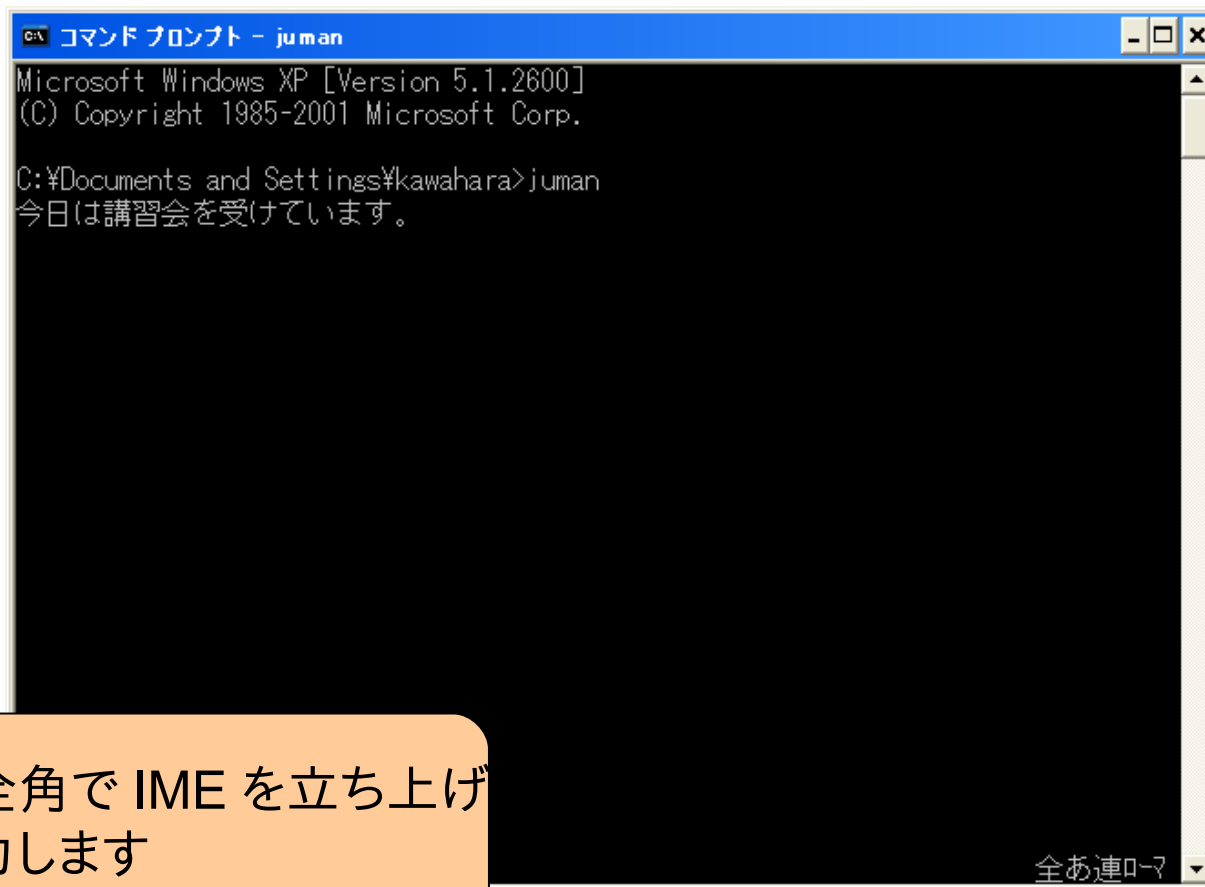 コマンド プロンプト - juman
Microsoft Windows XP [Version 5.1.2600]
(C) Copyright 1985-2001 Microsoft Corp.
C:¥Documents and Settings¥kawahara>juman
今日は講習会を受けています。
全角で IME を立ち上げ
します
全あ連ﾛｰﾏ